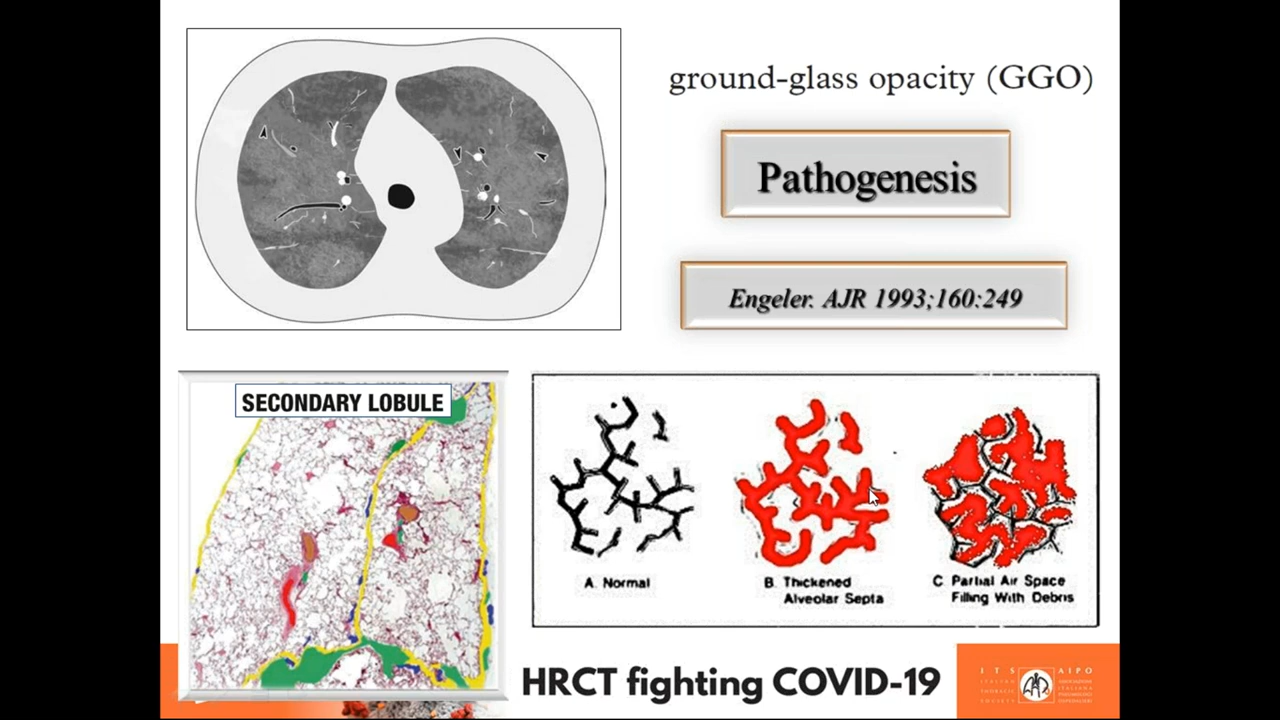 ground-glass opacity (GGO)
Pathogenesis
Engeler. AJR 1993;160:249
SECONDARY LOBULE
A. Normal
B. Thickened
Alveolar Septa
C. Partial Air Space
Filling With Debris
HRCT fighting COVID-19
ITS
AIPO